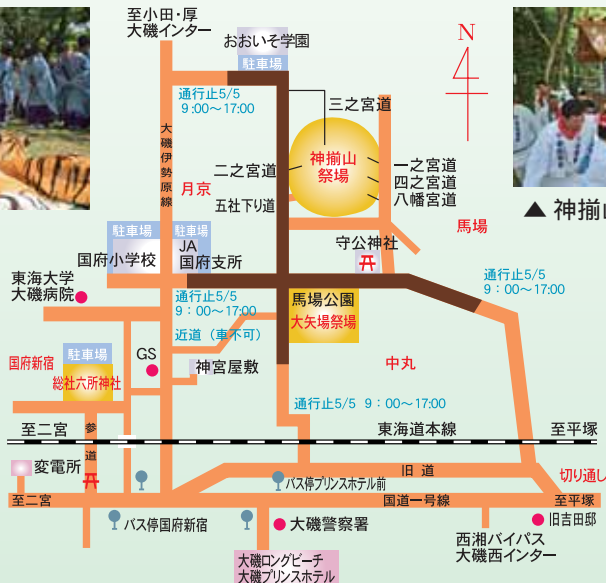 至小田・厚
大磯インター
おおいそ学園
駐車場
N
通行止5/5
9:00〜17:00
三之宮道
大磯伊勢原線
神揃山
祭場
二之宮道
一之宮道
四之宮道
八幡宮道
月京
五社下り道
▲ 神揃山
馬場
駐車場
国府小学校
駐車場
JA
国府支所
守公神社
東海大学
大磯病院
通行止5/5
9：00〜17:00
通行止5/5
9：00〜17:00
馬場公園
大矢場祭場
近道（車不可）
国府新宿
駐車場
総社六所神社
GS
神宮屋敷
中丸
通行止5/5 9：00〜17:00
至二宮
参道
東海道本線
至平塚
変電所
旧道
切り通し
バス停プリンスホテル前
至二宮
国道一号線
至平塚
バス停国府新宿
大磯警察署
旧吉田邸
西湘バイパス
大磯西インター
大磯ロングビーチ
大磯プリンスホテル